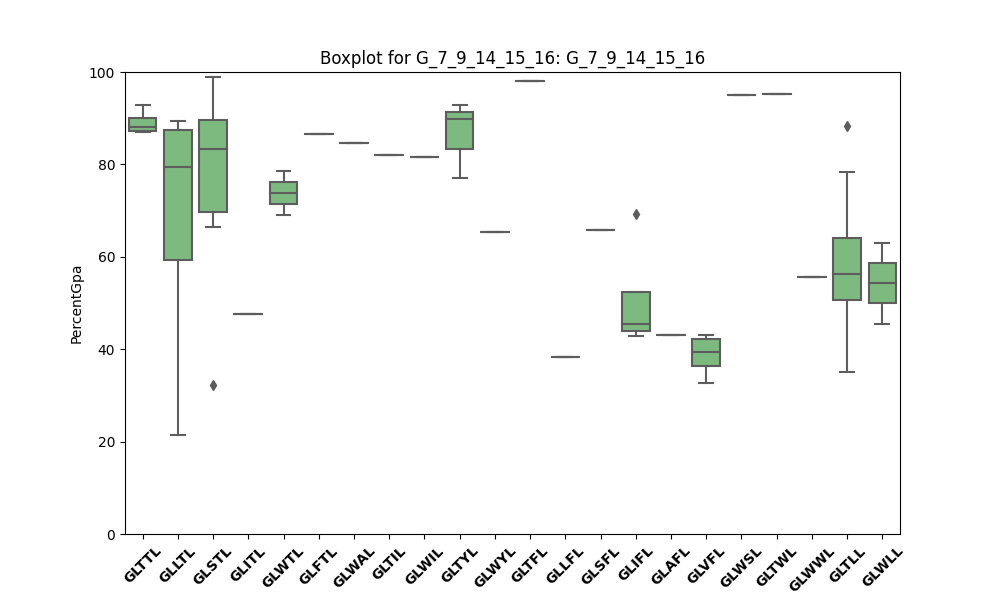 Boxplot for G_7_9_14_15_16: G_7_9_14_15_16
PercentGpa
100
80
60
40
20
0
GLTTL
GLLTL
GLSTL
GLITL
GLWTL
GLFTL
GLWAL
GLTIL
GLWIL
GLTYL
GLWYL
GLTFL
GLLFL
GLSFL
GLIFL
GLAFL
GLVFL
GLWSL
GLTWL
GLWWL
GLTLL
GLWLL